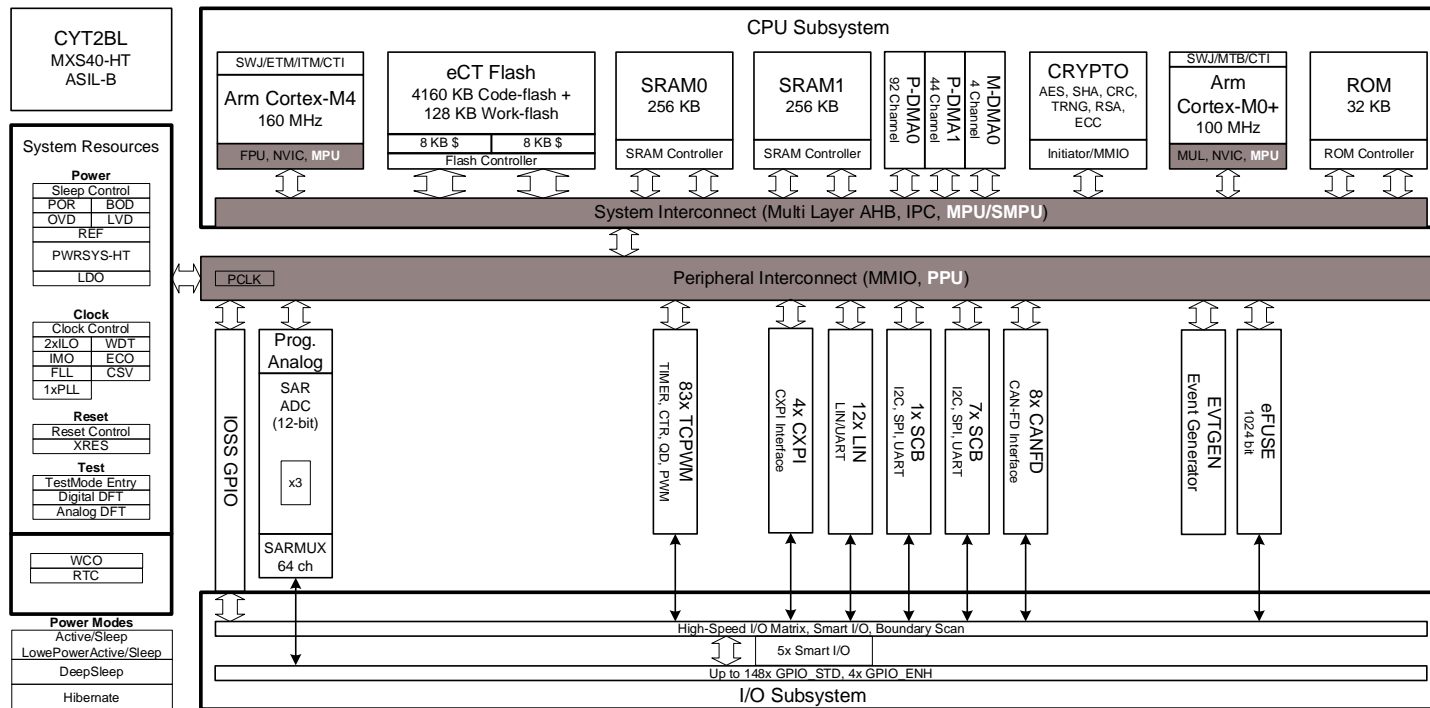 CYT2BL
MXS40-HT
ASIL-B
System Resources
Power
Sleep Control
POR
BOD
OVD
LVD
REF
PWRSYS-HT
LDO
Clock
Clock Control
2xILO
WDT
IMO
ECO
FLL
CSV
1xPLL
Reset
Reset Control
XRES
Test
TestMode Entry
Digital DFT
Analog DFT
WCO
RTC
Power Modes
Active/Sleep
LowePowerActive/Sleep
DeepSleep
Hibernate
CPU Subsystem
SWJ/ETM/ITM/CTI
Arm Cortex-M4
160 MHz
FPU, NVIC, MPU
eCT Flash
4160 KB Code-flash +
128 KB Work-flash
8 KB $
8 KB $
Flash Controller
SRAM0
256 KB
SRAM Controller
SRAM1
256 KB
SRAM Controller
P-DMA0
92 Channel
P-DMA1
44 Channel
M-DMA0
4 Channel
CRYPTO
AES, SHA, CRC,
TRNG, RSA,
ECC
Initiator/MMIO
SWJ/MTB/CTI
Arm
Cortex-M0+
100 MHz
MUL, NVIC, MPU
ROM
32 KB
ROM Controller
System Interconnect (Multi Layer AHB, IPC, MPU/SMPU)
PCLK
Peripheral Interconnect (MMIO, PPU)
IOSS GPIO
Prog.
Analog
SAR
ADC
(12-bit)
x3
SARMUX
64 ch
83x TCPWM
TIMER, CTR, QD, PWM
4x CXPI
CXPI Interface
12x LIN
LIN/UART
1x SCB
I2C, SPI, UART
7x SCB
I2C, SPI, UART
8x CANFD
CAN-FD Interface
EVTGEN
Event Generator
eFUSE
1024 bit
High-Speed I/O Matrix, Smart I/O, Boundary Scan
5x Smart I/O
Up to 148x GPIO_STD, 4x GPIO_ENH
I/O Subsystem